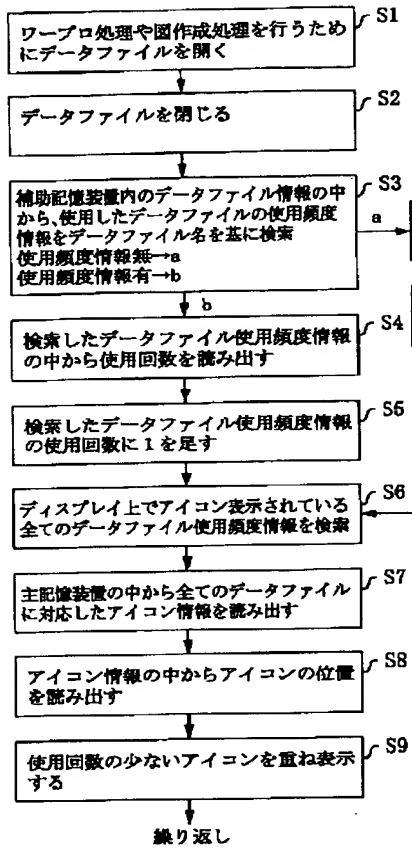 S1
ワープロ処理や図作成処理を行うため
にデータファイルを開く
S2
データファイルを閉じる
S3
補助記憶装置内のデータファイル情報の中
から、使用したデータファイルの使用頻度
情報をデータファイル名を基に検索
使用頻度情報無→a
使用頻度情報有→b
a
b
S4
検索したデータファイル使用頻度情報
の中から使用回数を読み出す
S5
検索したデータファイル使用頻度情報
の使用回数に1を足す
S6
ディスプレイ上でアイコン表示されている
全てのデータファイル使用頻度情報を検索
S7
主記憶装置の中から全てのデータファイル
に対応したアイコン情報を読み出す
S8
アイコン情報の中からアイコンの位置
を読み出す
S9
使用回数の少ないアイコンを重ね表示
する
繰り返し